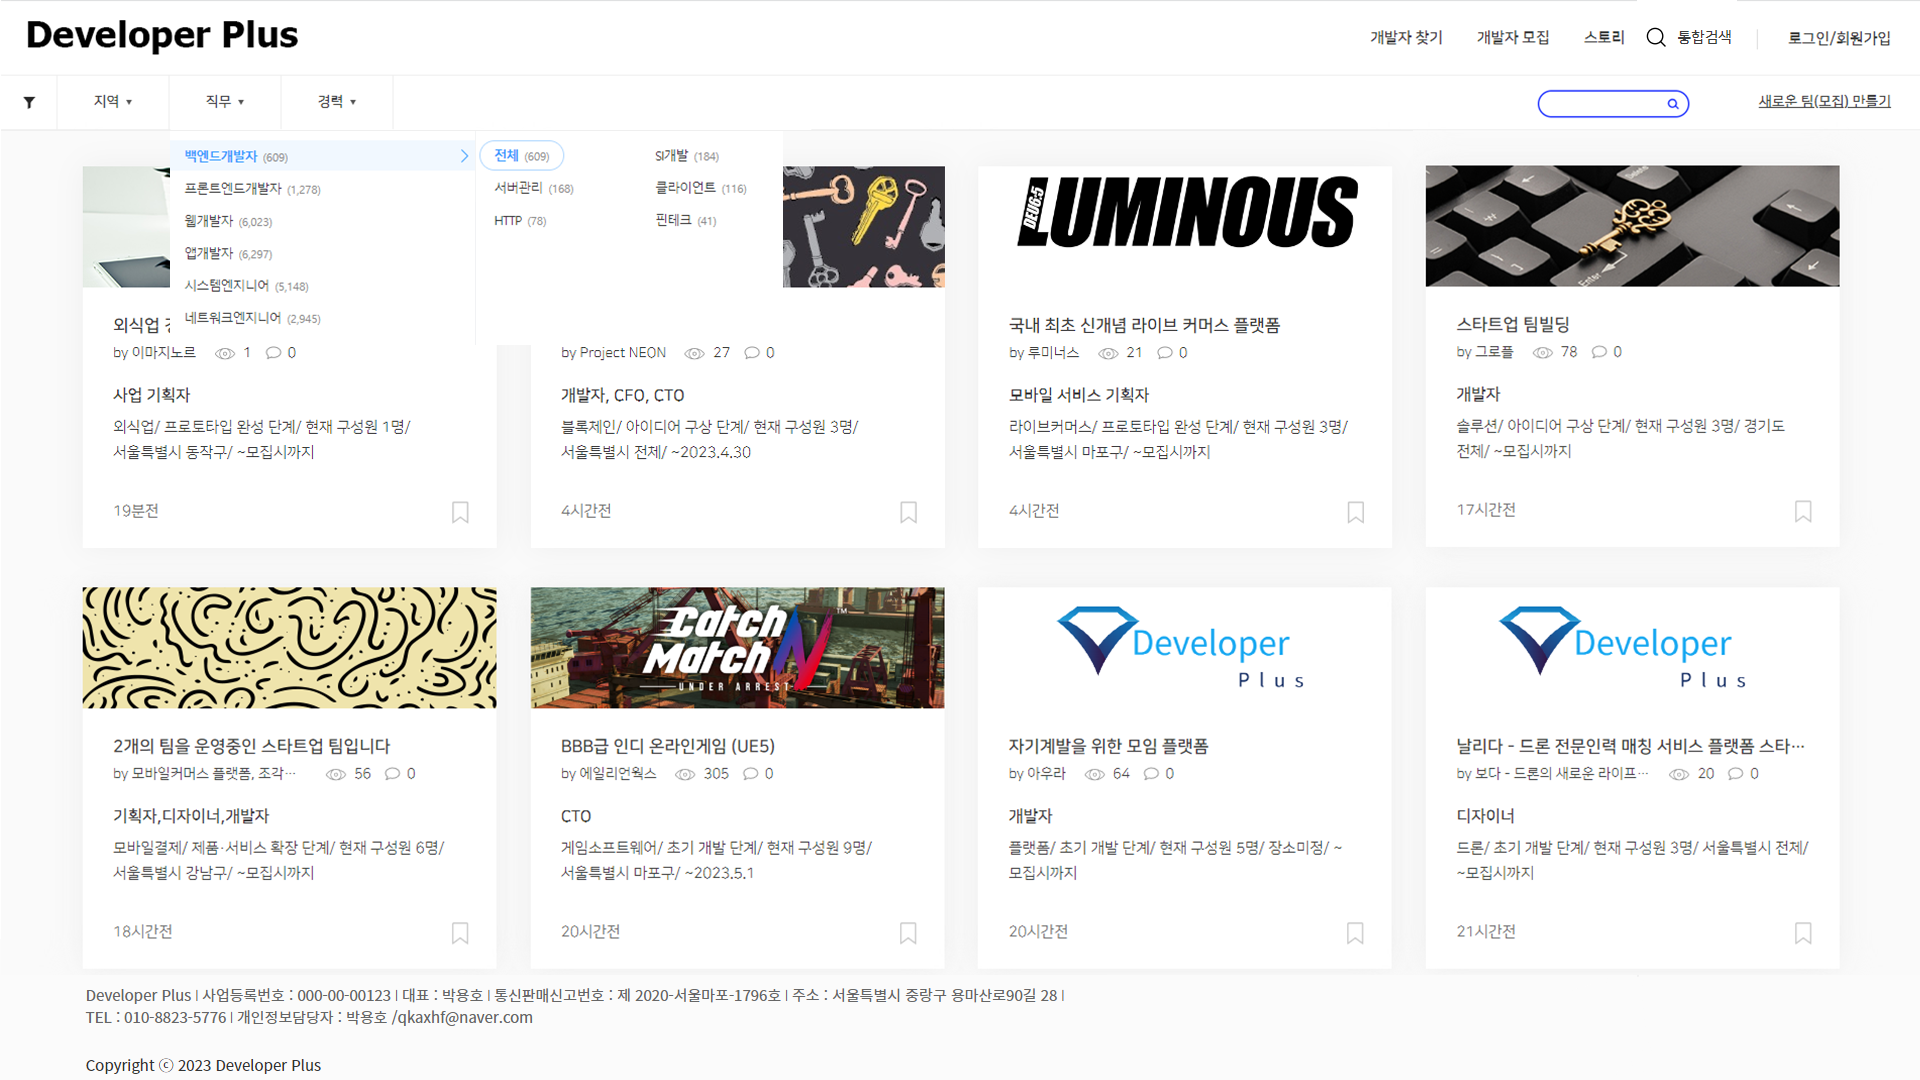 Developer Plus
개발자 찾기
개발자 모집
스토리
통합검색
로그인/회원가입
지역 ▾
직무 ▾
경력 ▾
새로운 팀(모집) 만들기
백엔드개발자 (609)
프론트엔드개발자 (1,278)
웹개발자 (6,023)
앱개발자 (6,297)
시스템엔지니어 (5,148)
네트워크엔지니어 (2,945)
전체 (609)
SI개발 (184)
서버관리 (168)
클라이언트 (116)
HTTP (78)
핀테크 (41)
외식업
by 이마지노르 1 0
사업 기획자
외식업/ 프로토타입 완성 단계/ 현재 구성원 1명/
서울특별시 동작구/ ~모집시까지
19분전
by Project NEON 27 0
개발자, CFO, CTO
블록체인/ 아이디어 구상 단계/ 현재 구성원 3명/
서울특별시 전체/ ~2023.4.30
4시간전
DEUG:5
LUMINOUS
국내 최초 신개념 라이브 커머스 플랫폼
by 루미너스 21 0
모바일 서비스 기획자
라이브커머스/ 프로토타입 완성 단계/ 현재 구성원 3명/
서울특별시 마포구/ ~모집시까지
4시간전
Enter
스타트업 팀빌딩
by 그로플 78 0
개발자
솔루션/ 아이디어 구상 단계/ 현재 구성원 3명/ 경기도
전체/ ~모집시까지
17시간전
2개의 팀을 운영중인 스타트업 팀입니다
by 모바일커머스 플랫폼, 조각··· 56 0
기획자,디자이너,개발자
모바일결제/ 제품·서비스 확장 단계/ 현재 구성원 6명/
서울특별시 강남구/ ~모집시까지
18시간전
Catch
Match N ™
UNDER ARREST
BBB급 인디 온라인게임 (UE5)
by 에일리언웍스 305 0
CTO
게임소프트웨어/ 초기 개발 단계/ 현재 구성원 9명/
서울특별시 마포구/ ~2023.5.1
20시간전
Developer
Plus
자기계발을 위한 모임 플랫폼
by 아우라 64 0
개발자
플랫폼/ 초기 개발 단계/ 현재 구성원 5명/ 장소미정/ ~
모집시까지
20시간전
Developer
Plus
날리다 - 드론 전문인력 매칭 서비스 플랫폼 스타···
by 보다 - 드론의 새로운 라이프··· 20 0
디자이너
드론/ 초기 개발 단계/ 현재 구성원 3명/ 서울특별시 전체/
~모집시까지
21시간전
Developer Plus | 사업등록번호 : 000-00-00123 | 대표 : 박용호 | 통신판매신고번호 : 제 2020-서울마포-1796호 | 주소 : 서울특별시 중랑구 용마산로90길 28 |
TEL : 010-8823-5776 | 개인정보담당자 : 박용호 /qkaxhf@naver.com
Copyright ⓒ 2023 Developer Plus